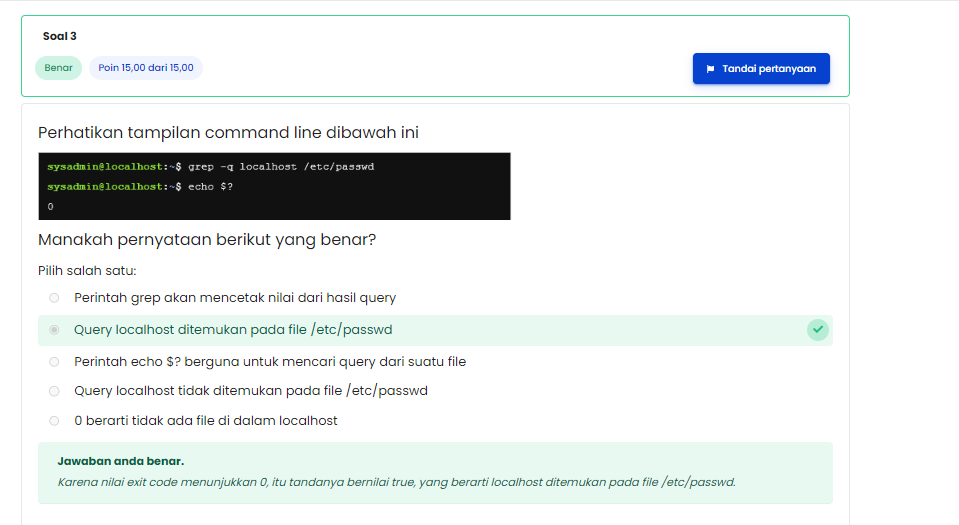 Soal 3
Benar
Poin 15,00 dari 15,00
Tandai pertanyaan
Perhatikan tampilan command line dibawah ini
sysadmin@localhost:~$ grep -q localhost /etc/passwd
sysadmin@localhost:~$ echo $?
0
Manakah pernyataan berikut yang benar?
Pilih salah satu:
Perintah grep akan mencetak nilai dari hasil query
Query localhost ditemukan pada file /etc/passwd
Perintah echo $? berguna untuk mencari query dari suatu file
Query localhost tidak ditemukan pada file /etc/passwd
0 berarti tidak ada file di dalam localhost
Jawaban anda benar.
Karena nilai exit code menunjukkan 0, itu tandanya bernilai true, yang berarti localhost ditemukan pada file /etc/passwd.